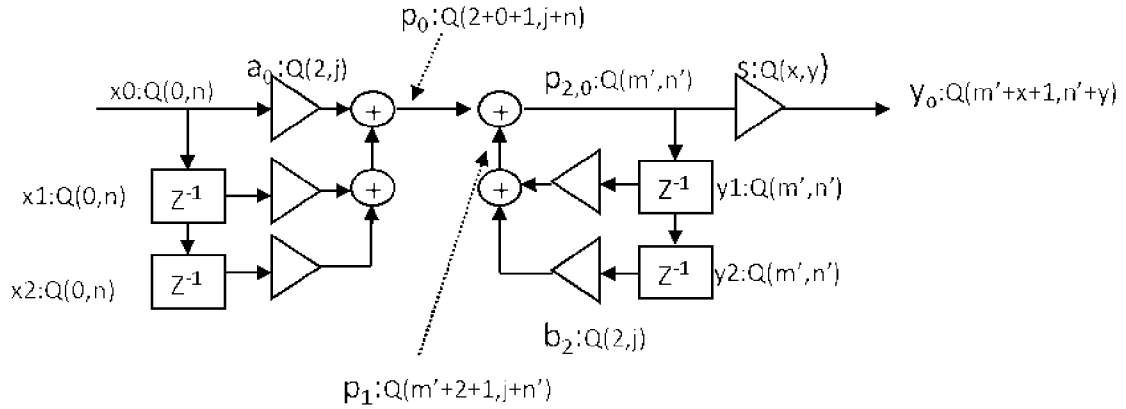 p₀:Q(2+0+1,j+n)
a₀:Q(2,j)
s:Q(x,y)
x0:Q(0,n)
p₂,₀:Q(m′,n′)
y₀:Q(m′+x+1,n′+y)
+
+
x1:Q(0,n)
Z⁻¹
+
+
Z⁻¹
y1:Q(m′,n′)
x2:Q(0,n)
Z⁻¹
Z⁻¹
y2:Q(m′,n′)
b₂:Q(2,j)
p₁:Q(m′+2+1,j+n′)